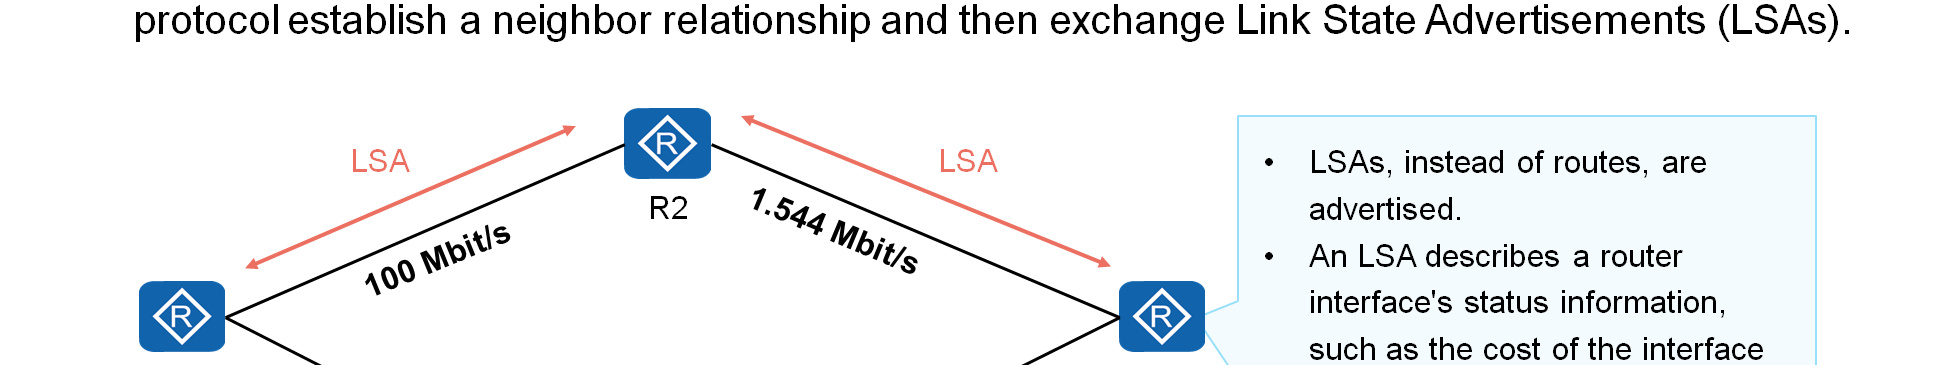 protocol establish a neighbor relationship and then exchange Link State Advertisements (LSAs).
R
LSA
LSA
R2
100 Mbit/s
1.544 Mbit/s
R
R
• LSAs, instead of routes, are
advertised.
• An LSA describes a router
interface's status information,
such as the cost of the interface